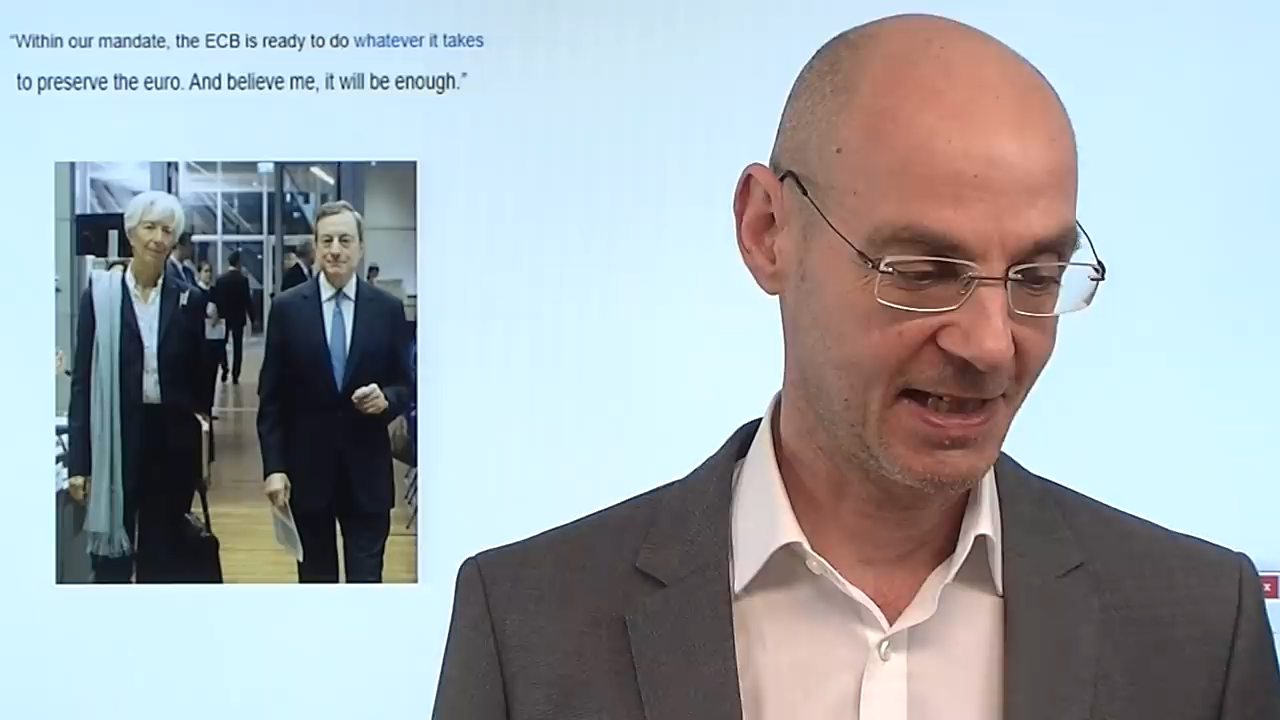 “Within our mandate, the ECB is ready to do whatever it takes
to preserve the euro. And believe me, it will be enough.”